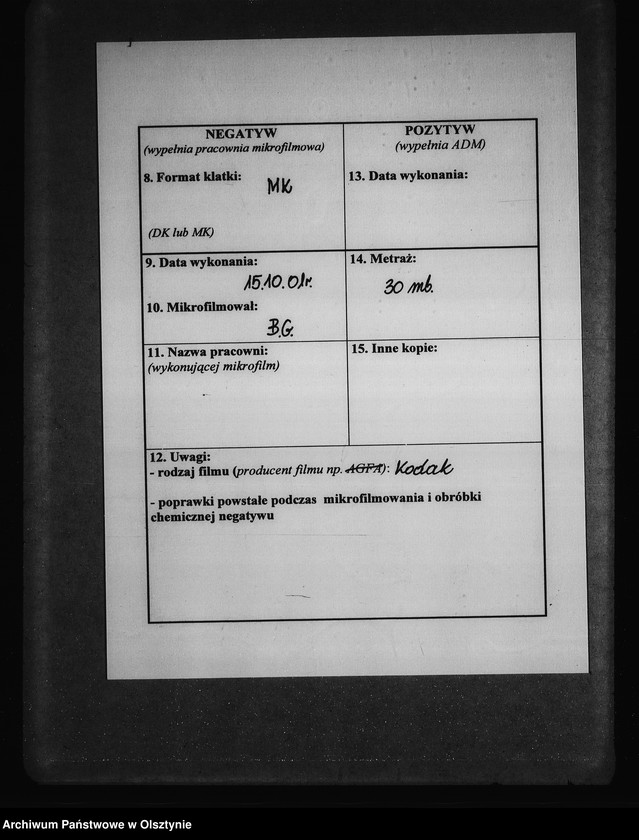 NEGATYW
(wypełnia pracownia mikrofilmowa)
8. Format klatki:
MK
(DK lub MK)
POZYTYW
(wypełnia ADM)
13. Data wykonania:
9. Data wykonania:
15.10.01r.
10. Mikrofilmował:
B.G.
14. Metraż:
30 mb.
11. Nazwa pracowni:
(wykonującej mikrofilm)
15. Inne kopie:
12. Uwagi:
- rodzaj filmu (producent filmu np. AGFA): Kodak
- poprawki powstałe podczas mikrofilmowania i obróbki
chemicznej negatywu
Archiwum Państwowe w Olsztynie